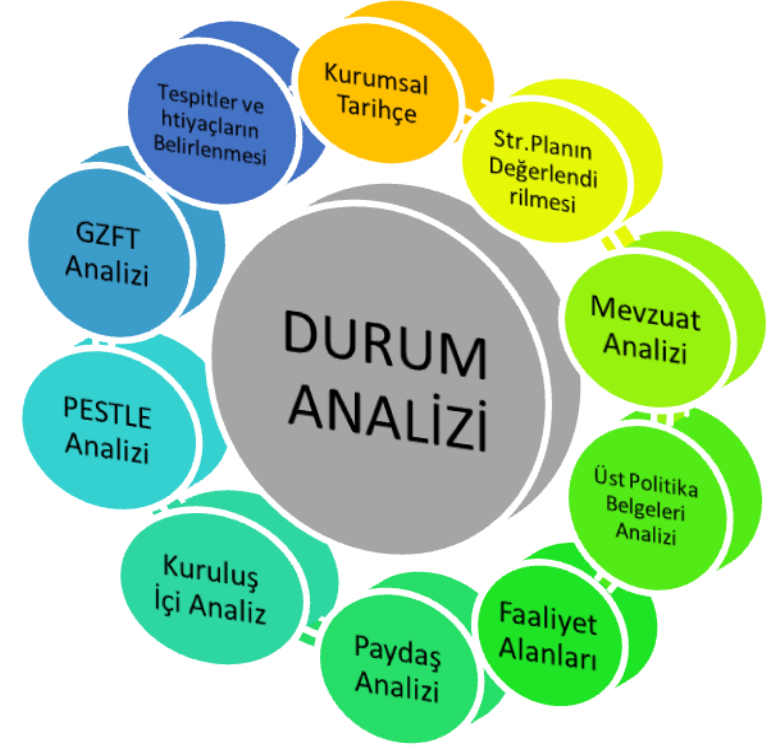 DURUM
ANALİZİ
Kurumsal
Tarihçe
Str.Planın
Değerlendi
rilmesi
Mevzuat
Analizi
Üst Politika
Belgeleri
Analizi
Faaliyet
Alanları
Paydaş
Analizi
Kuruluş
İçi Analiz
PESTLE
Analizi
GZFT
Analizi
Tespitler ve
htiyaçların
Belirlenmesi